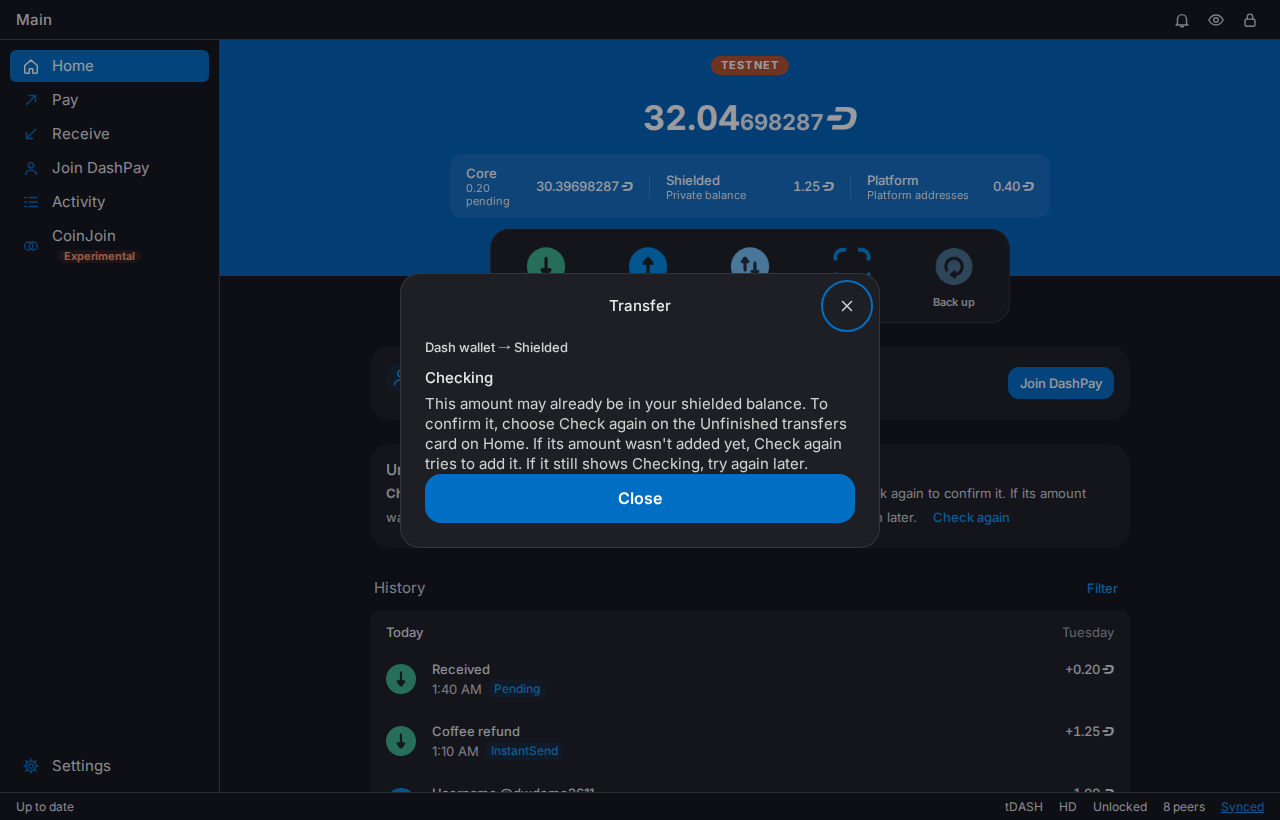 Main
Home
Pay
Receive
Join DashPay
Activity
CoinJoin
Experimental
Settings
TESTNET
32.04698287
Core
0.20
pending
30.39698287
Shielded
Private balance
1.25
Platform
Platform addresses
0.40
Back up
Transfer
Dash wallet → Shielded
Checking
This amount may already be in your shielded balance. To
confirm it, choose Check again on the Unfinished transfers
card on Home. If its amount wasn't added yet, Check again
tries to add it. If it still shows Checking, try again later.
Close
Join DashPay
again to confirm it. If its amount
later. Check again
History
Filter
Today
Tuesday
Received
+0.20
1:40 AM Pending
Coffee refund
+1.25
1:10 AM InstantSend
Up to date
tDASH HD Unlocked 8 peers Synced